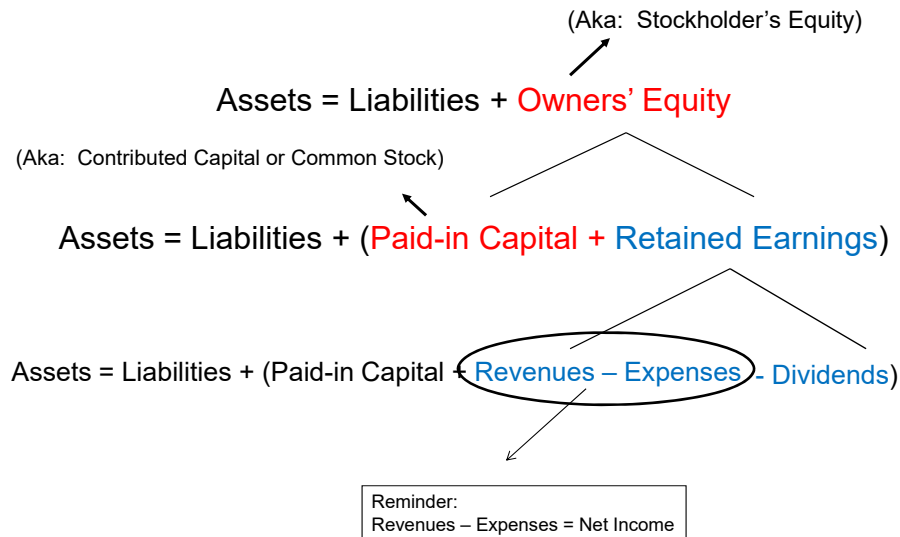 (Aka:  Stockholder’s Equity)
Assets = Liabilities + Owners’ Equity
(Aka:  Contributed Capital or Common Stock)
Assets = Liabilities + (Paid-in Capital + Retained Earnings)
Assets = Liabilities + (Paid-in Capital + Revenues – Expenses - Dividends)
Reminder:
Revenues – Expenses = Net Income